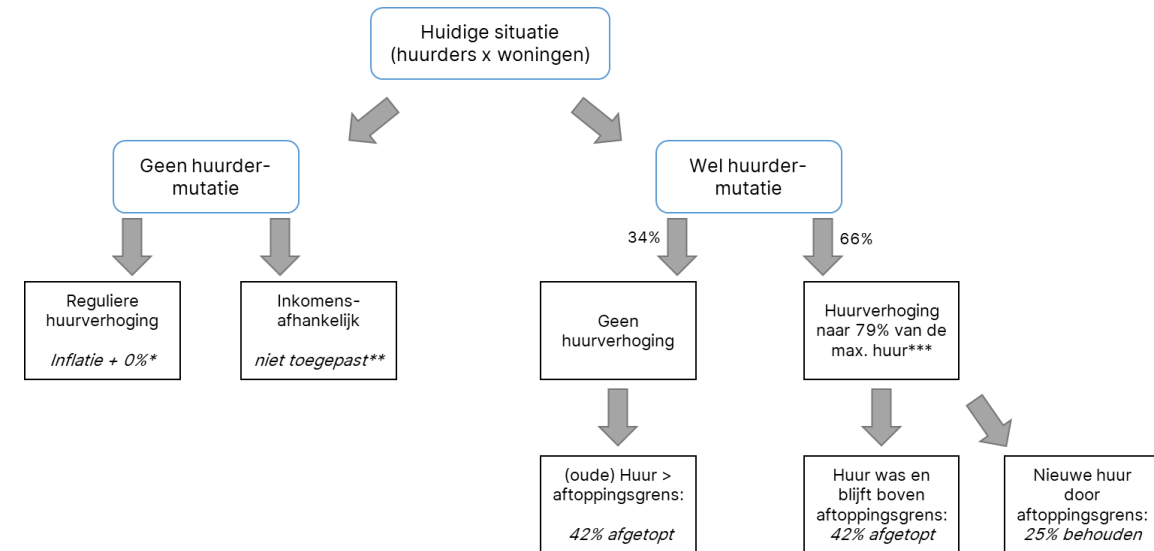 Huidige situatie
(huurders x woningen)
Geen huurder-
mutatie
Wel huurder-
mutatie
34%
66%
Reguliere
huurverhoging
Inflatie + 0%*
Inkomens-
afhankelijk
niet toegepast**
Geen
huurverhoging
Huurverhoging
naar 79% van de
max. huur***
(oude) Huur >
aftoppingsgrens:
42% afgetopt
Huur was en
blijft boven
aftoppingsgrens:
42% afgetopt
Nieuwe huur
door
aftoppingsgrens:
25% behouden